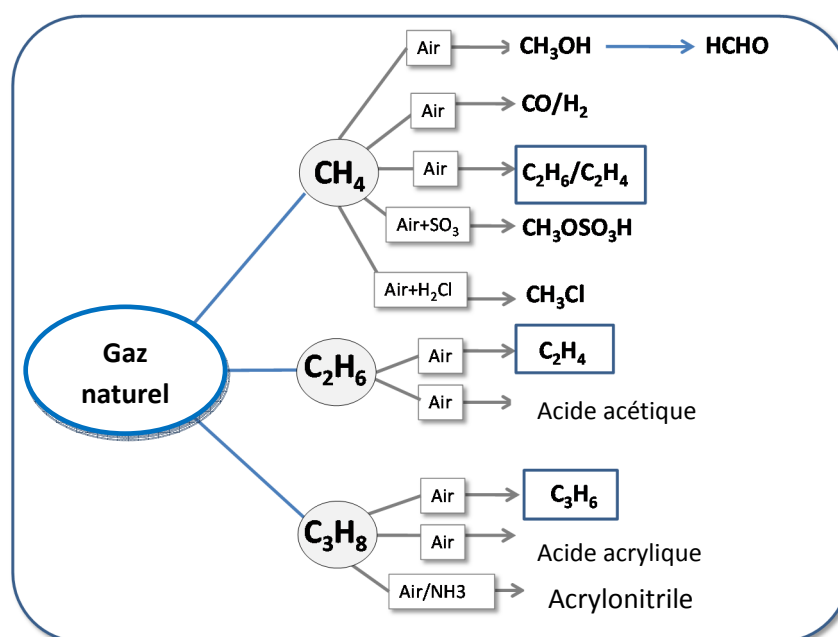 Air
CH₃OH
HCHO
Air
CO/H₂
CH₄
Air
C₂H₆/C₂H₄
Air+SO₃
CH₃OSO₃H
Air+H₂Cl
CH₃Cl
Gaz
naturel
C₂H₆
Air
C₂H₄
Air
Acide acétique
C₃H₈
Air
C₃H₆
Air
Acide acrylique
Air/NH3
Acrylonitrile